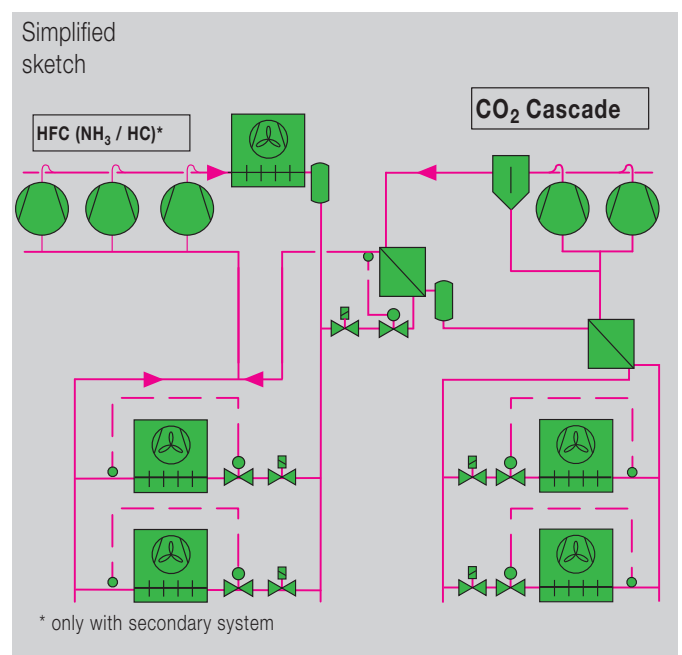 Simplified
sketch
HFC (NH₃ / HC)*
CO₂ Cascade
* only with secondary system